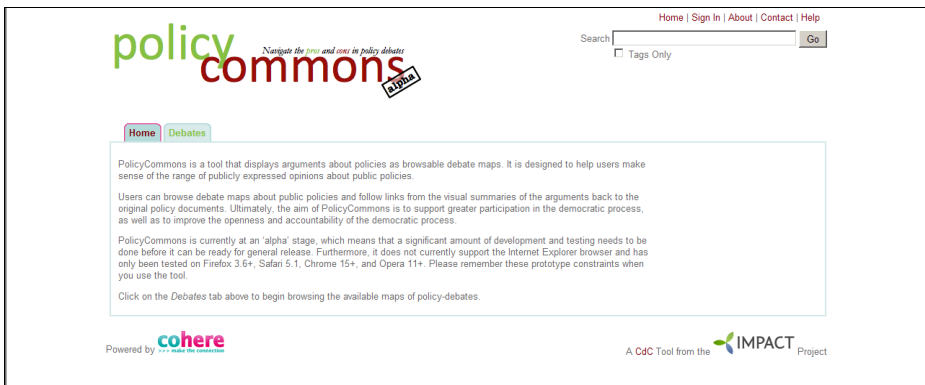 Home | Sign In | About | Contact | Help
Search Go
Tags Only
policy
Navigate the pros and cons in policy debates
commons
alpha
Home Debates
PolicyCommons is a tool that displays arguments about policies as browsable debate maps. It is designed to help users make
sense of the range of publicly expressed opinions about public policies.
Users can browse debate maps about public policies and follow links from the visual summaries of the arguments back to the
original policy documents. Ultimately, the aim of PolicyCommons is to support greater participation in the democratic process,
as well as to improve the openness and accountability of the democratic process.
PolicyCommons is currently at an 'alpha' stage, which means that a significant amount of development and testing needs to be
done before it can be ready for general release. Furthermore, it does not currently support the Internet Explorer browser and has
only been tested on Firefox 3.6+, Safari 5.1, Chrome 15+, and Opera 11+. Please remember these prototype constraints when
you use the tool.
Click on the Debates tab above to begin browsing the available maps of policy-debates.
Powered by cohere
>>> make the connection
A CdC Tool from the IMPACT Project